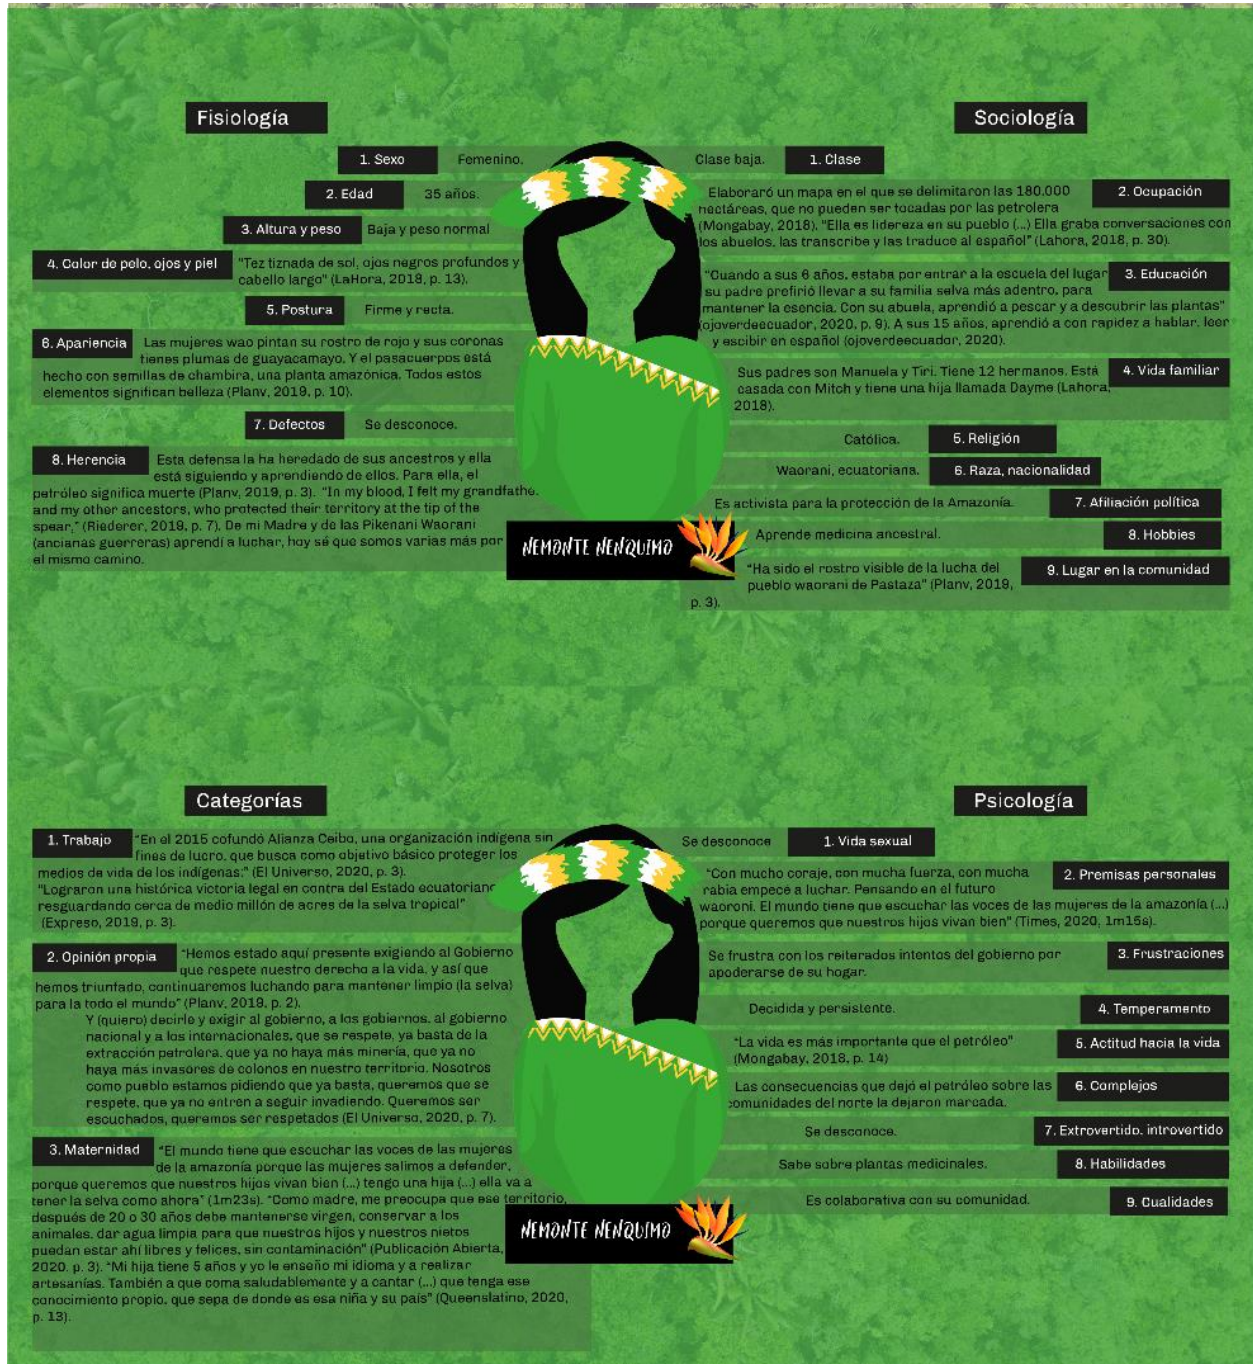 Fisiología
1. Sexo Femenino.
2. Edad 35 años.
3. Altura y peso Baja y peso normal
4. Color de pelo, ojos y piel "Tez tiznada de sol, ojos negros profundos y
cabello largo" (LaHora, 2018, p. 13).
5. Postura Firme y recta.
6. Apariencia Las mujeres wao pintan su rostro de rojo y sus coronas
tienes plumas de guayacamayo. Y el pasacuerpos está
hecho con semillas de chambira, una planta amazónica. Todos estos
elementos significan belleza (Planv, 2019, p. 10).
7. Defectos Se desconoce.
8. Herencia Esta defensa la ha heredado de sus ancestros y ella
está siguiendo y aprendiendo de ellos. Para ella, el
petróleo significa muerte (Planv, 2019, p. 3). "In my blood, I felt my grandfathe
and my other ancestors, who protected their territory at the tip of the
spear," (Riederer, 2019, p. 7). De mi Madre y de las Pikenani Waorani
(ancianas guerreras) aprendí a luchar, hoy sé que somos varias más por
el mismo camino.
Sociología
Clase baja. 1. Clase
Elaboraró un mapa en el que se delimitaron las 180.000 2. Ocupación
hectáreas, que no pueden ser tocadas por las petrolera
(Mongabay, 2018). "Ella es lidereza en su pueblo (...) Ella graba conversaciones con
los abuelos, las transcribe y las traduce al español" (Lahora, 2018, p. 30).
"Cuando a sus 6 años, estaba por entrar a la escuela del lugar 3. Educación
su padre prefirió llevar a su familia selva más adentro, para
mantener la esencia. Con su abuela, aprendió a pescar y a descubrir las plantas"
(ojoverdeecuador, 2020, p. 9). A sus 15 años, aprendió a con rapidez a hablar, leer
y escibir en español (ojoverdeecuador, 2020).
Sus padres son Manuela y Tiri. Tiene 12 hermanos. Está 4. Vida familiar
casada con Mitch y tiene una hija llamada Dayme (Lahora,
2018).
Católica. 5. Religión
Waorani, ecuatoriana. 6. Raza, nacionalidad
Es activista para la protección de la Amazonía. 7. Afiliación política
Aprende medicina ancestral. 8. Hobbies
"Ha sido el rostro visible de la lucha del 9. Lugar en la comunidad
pueblo waorani de Pastaza" (Planv, 2019,
p. 3).
NEMONTE NENQUIMO
Categorías
1. Trabajo "En el 2015 cofundó Alianza Ceibo, una organización indígena sin
fines de lucro, que busca como objetivo básico proteger los
medios de vida de los indígenas:" (El Universo, 2020, p. 3).
"Lograron una histórica victoria legal en contra del Estado ecuatoriano
resguardando cerca de medio millón de acres de la selva tropical"
(Expreso, 2019, p. 3).
2. Opinión propia "Hemos estado aquí presente exigiendo al Gobierno
que respete nuestro derecho a la vida, y así que
hemos triunfado, continuaremos luchando para mantener limpio (la selva)
para la todo el mundo" (Planv, 2019, p. 2).
Y (quiero) decirle y exigir al gobierno, a los gobiernos, al gobierno
nacional y a los internacionales, que se respete, ya basta de la
extracción petrolera, que ya no haya más minería, que ya no
haya más invasores de colonos en nuestro territorio. Nosotros
como pueblo estamos pidiendo que ya basta, queremos que se
respete, que ya no entren a seguir invadiendo. Queremos ser
escuchados, queremos ser respetados (El Universo, 2020, p. 7).
3. Maternidad "El mundo tiene que escuchar las voces de las mujeres
de la amazonía porque las mujeres salimos a defender,
porque queremos que nuestros hijos vivan bien (...) tengo una hija (...) ella va a
tener la selva como ahora" (1m23s). "Como madre, me preocupa que ese territorio,
después de 20 o 30 años debe mantenerse virgen, conservar a los
animales, dar agua limpia para que nuestros hijos y nuestros nietos
puedan estar ahí libres y felices, sin contaminación" (Publicación Abierta,
2020, p. 3). "Mi hija tiene 5 años y yo le enseño mi idioma y a realizar
artesanías. También a que coma saludablemente y a cantar (...) que tenga ese
conocimiento propio, que sepa de donde es esa niña y su país" (Queenslatino, 2020,
p. 13).
Psicología
Se desconoce 1. Vida sexual
"Con mucho coraje, con mucha fuerza, con mucha 2. Premisas personales
rabia empecé a luchar. Pensando en el futuro
waoroni. El mundo tiene que escuchar las voces de las mujeres de la amazonía (...)
porque queremos que nuestros hijos vivan bien" (Times, 2020, 1m15s).
Se frustra con los reiterados intentos del gobierno por 3. Frustraciones
apoderarse de su hogar.
Decidida y persistente. 4. Temperamento
"La vida es más importante que el petróleo" 5. Actitud hacia la vida
(Mongabay, 2018, p. 14)
Las consecuencias que dejó el petróleo sobre las 6. Complejos
comunidades del norte la dejaron marcada.
Se desconoce. 7. Extrovertido, introvertido
Sabe sobre plantas medicinales. 8. Habilidades
Es colaborativa con su comunidad. 9. Cualidades
NEMONTE NENQUIMO